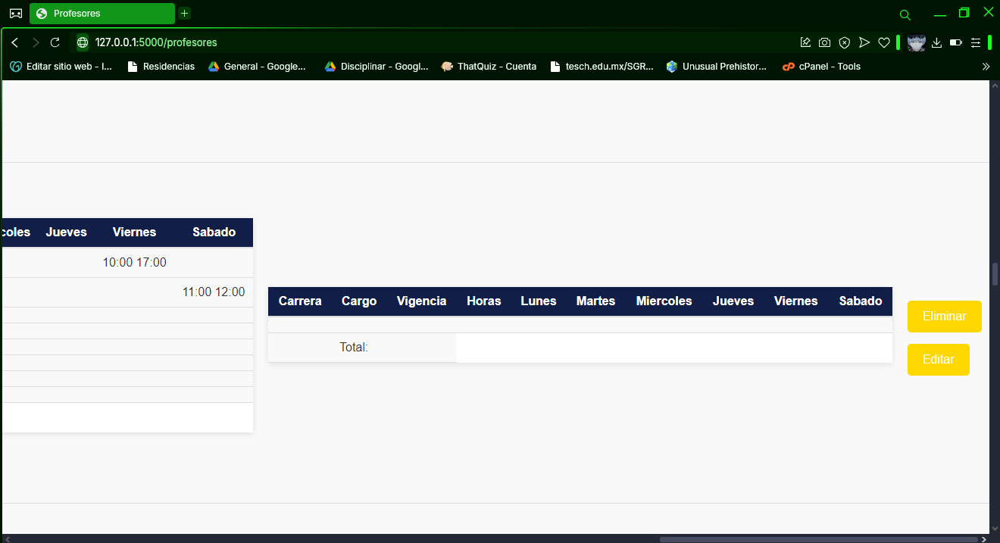 Profesores
127.0.0.1:5000/profesores
Editar sitio web - I... Residencias General - Google... Disciplinar - Googl... ThatQuiz - Cuenta tesch.edu.mx/SGR... Unusual Prehistor... cPanel - Tools
coles Jueves Viernes Sabado
10:00 17:00
11:00 12:00
Carrera Cargo Vigencia Horas Lunes Martes Miercoles Jueves Viernes Sabado
Total:
Eliminar
Editar